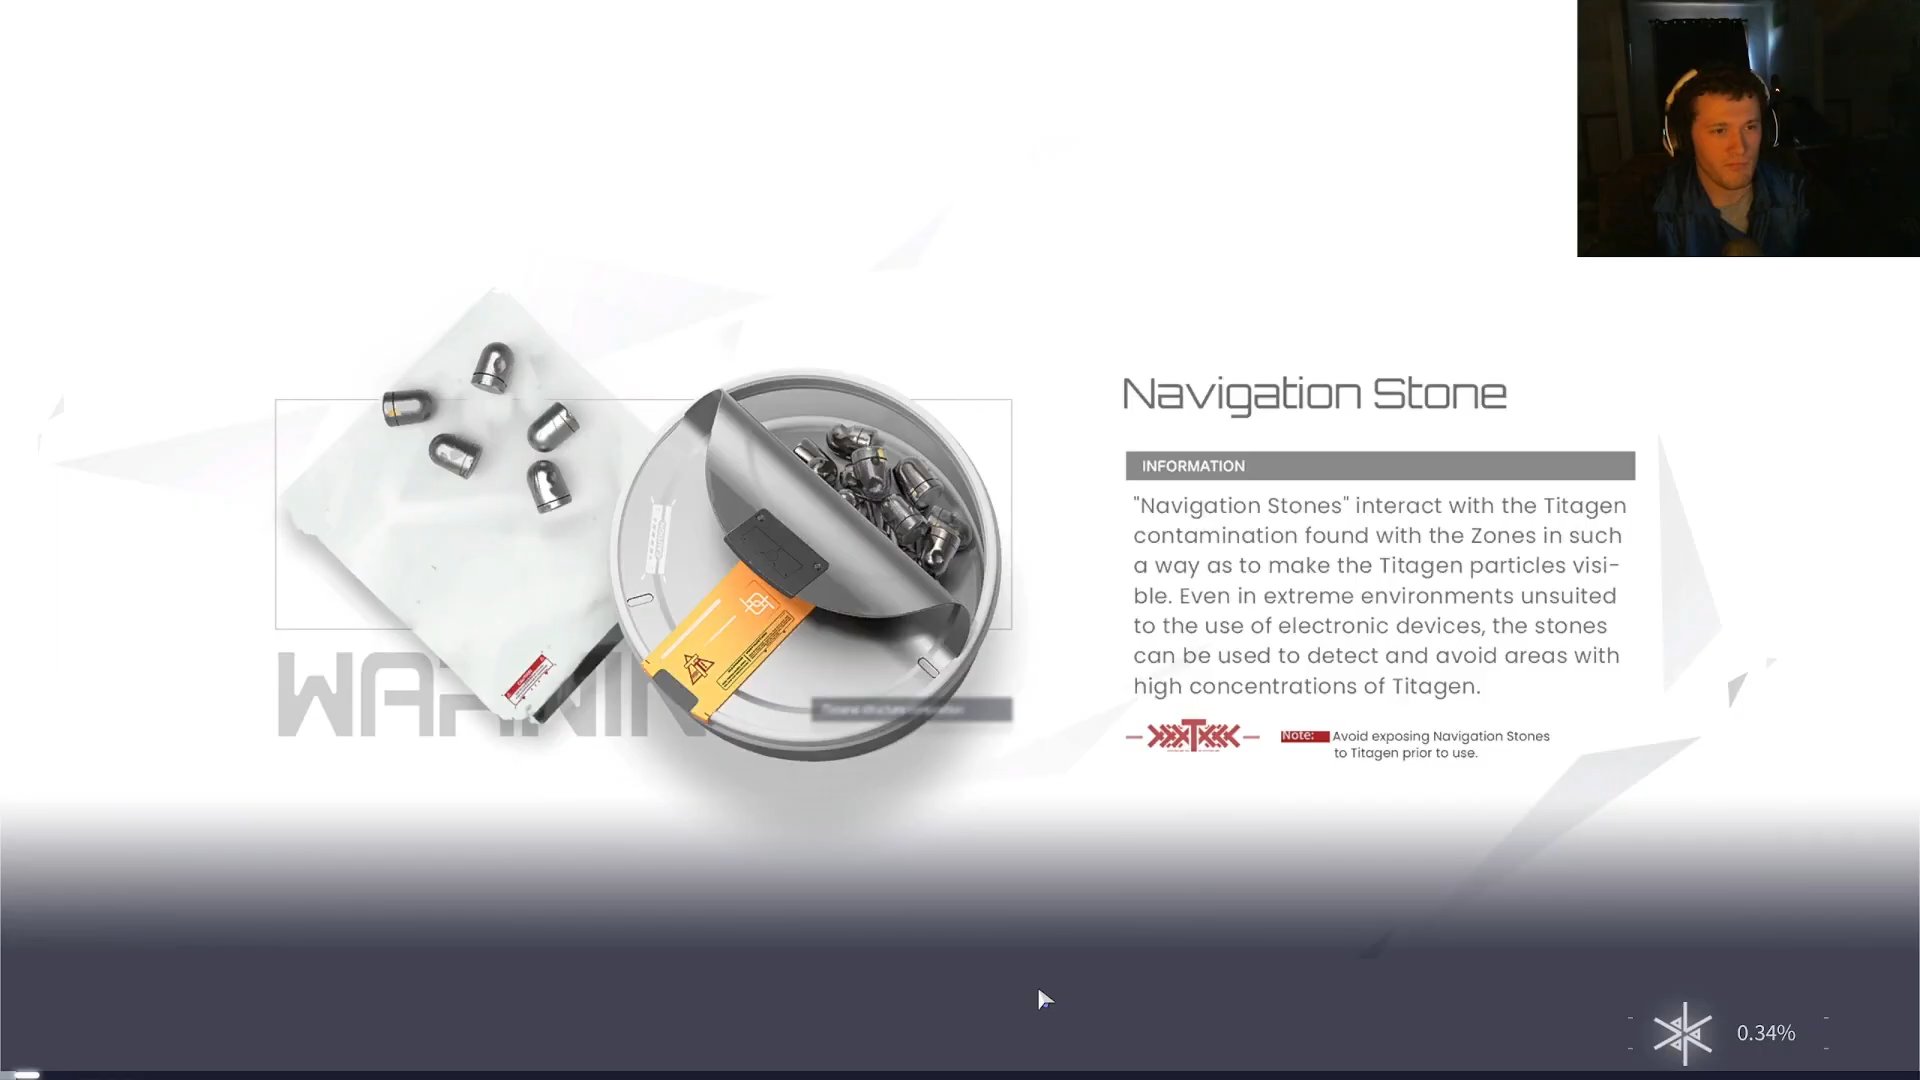 Navigation Stone
INFORMATION
"Navigation Stones" interact with the Titagen
contamination found with the Zones in such
a way as to make the Titagen particles visi-
ble. Even in extreme environments unsuited
to the use of electronic devices, the stones
can be used to detect and avoid areas with
high concentrations of Titagen.
Note: Avoid exposing Navigation Stones
to Titagen prior to use.
0.34%